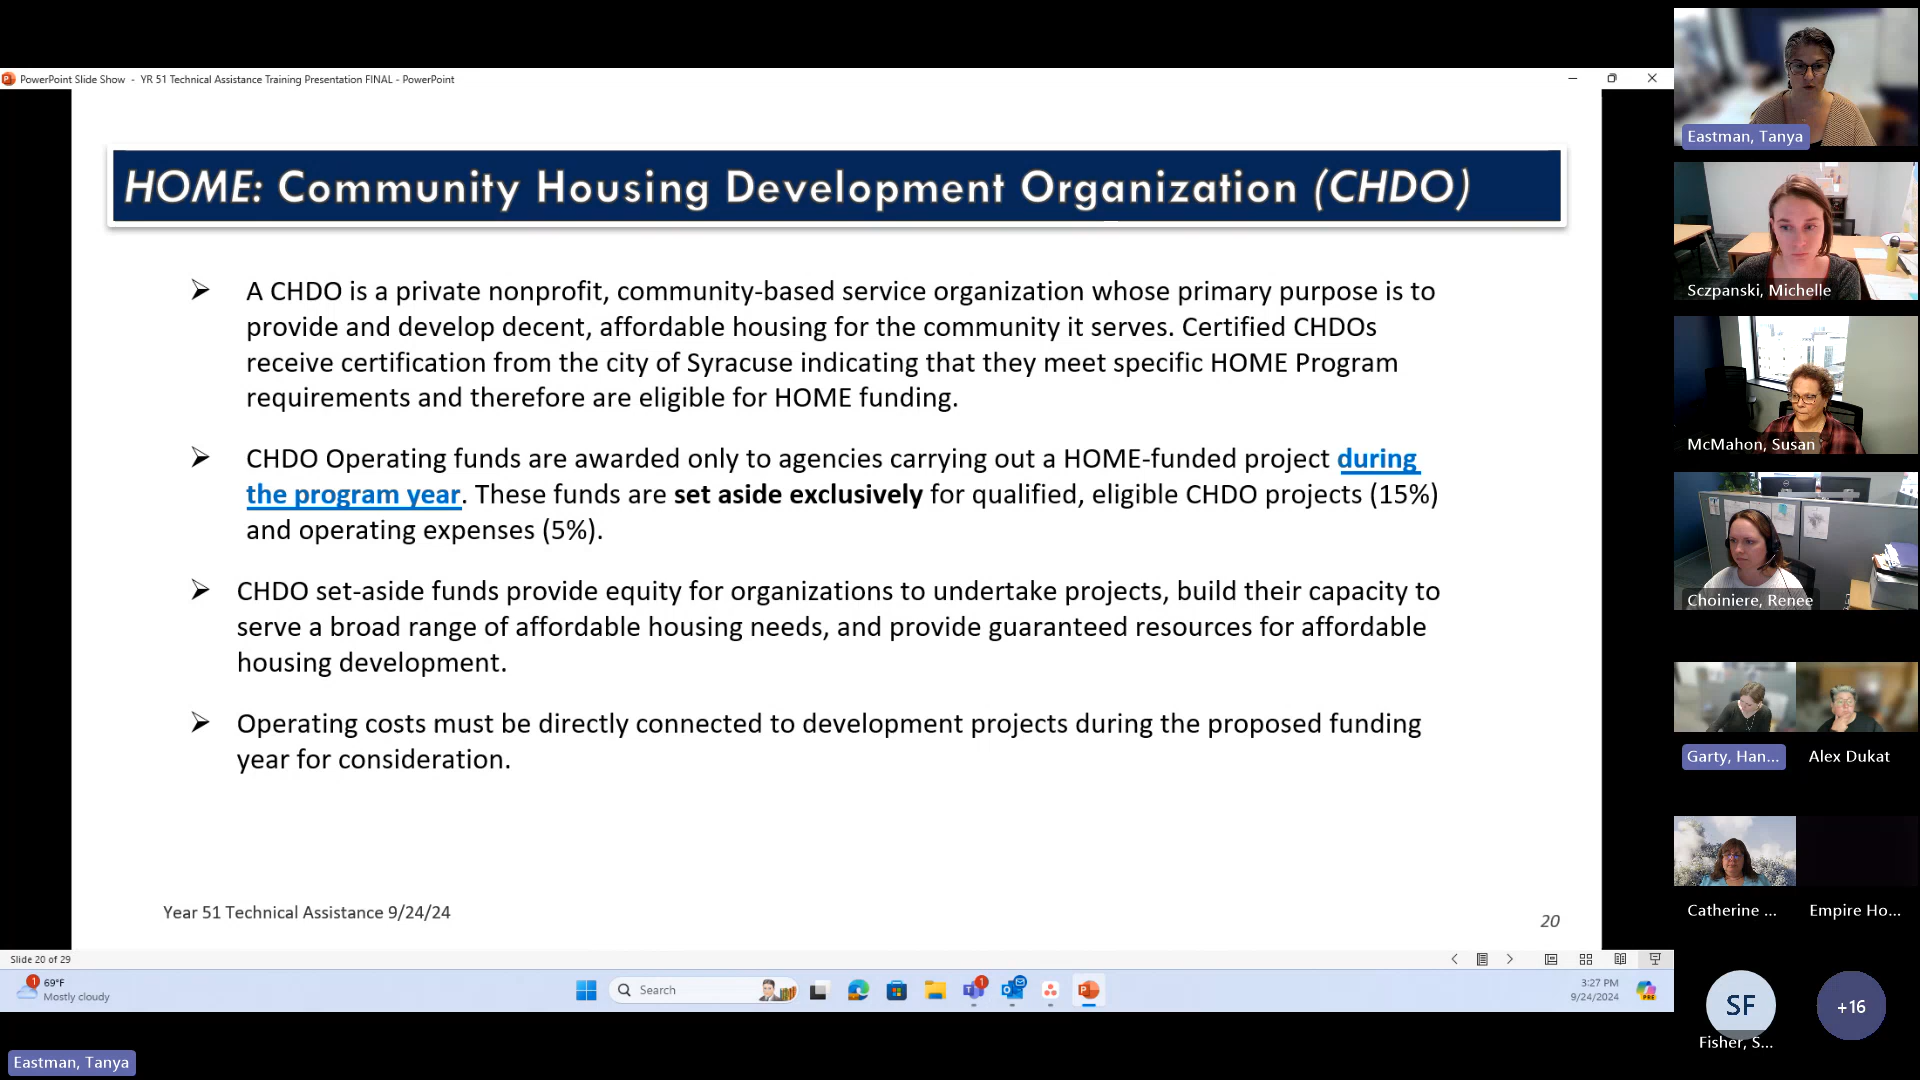 PowerPoint Slide Show - YR 51 Technical Assistance Training Presentation FINAL - PowerPoint
HOME: Community Housing Development Organization (CHDO)
A CHDO is a private nonprofit, community-based service organization whose primary purpose is to
provide and develop decent, affordable housing for the community it serves. Certified CHDOs
receive certification from the city of Syracuse indicating that they meet specific HOME Program
requirements and therefore are eligible for HOME funding.
CHDO Operating funds are awarded only to agencies carrying out a HOME-funded project during
the program year. These funds are set aside exclusively for qualified, eligible CHDO projects (15%)
and operating expenses (5%).
CHDO set-aside funds provide equity for organizations to undertake projects, build their capacity to
serve a broad range of affordable housing needs, and provide guaranteed resources for affordable
housing development.
Operating costs must be directly connected to development projects during the proposed funding
year for consideration.
Year 51 Technical Assistance 9/24/24
20
Slide 20 of 29
1
69°F
Mostly cloudy
Search
1
PRE
3:27 PM
9/24/2024
Eastman, Tanya
Eastman, Tanya
Sczpanski, Michelle
McMahon, Susan
Choiniere, Renee
Garty, Han...
Alex Dukat
Catherine ...
Empire Ho...
SF
+16
Fisher, S...